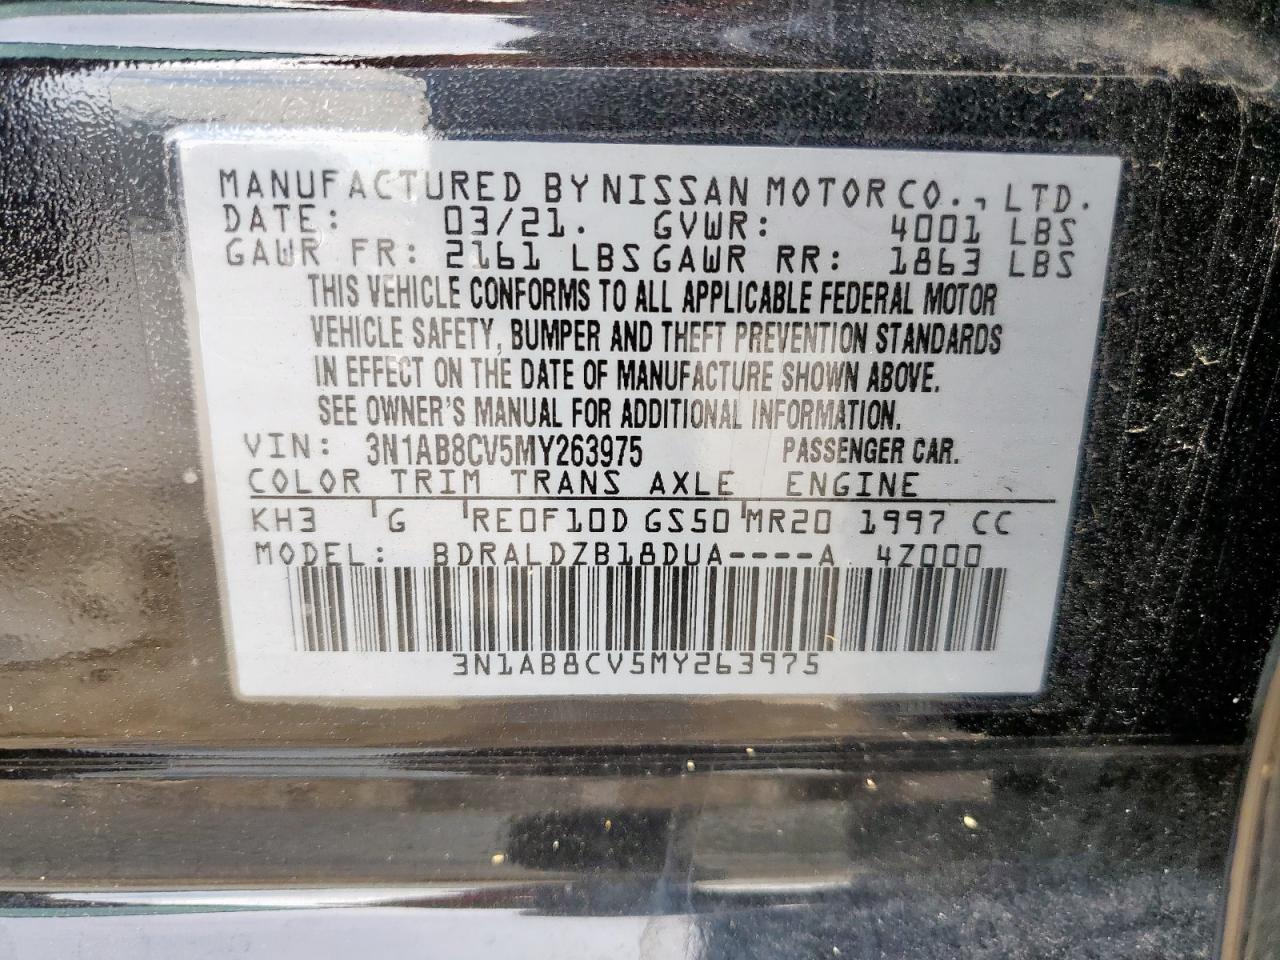 MANUFACTURED BY NISSAN MOTOR CO., LTD.
DATE: 03/21. GVWR: 4001 LBS
GAWR FR: 2161 LBS GAWR RR: 1863 LBS
THIS VEHICLE CONFORMS TO ALL APPLICABLE FEDERAL MOTOR
VEHICLE SAFETY, BUMPER AND THEFT PREVENTION STANDARDS
IN EFFECT ON THE DATE OF MANUFACTURE SHOWN ABOVE.
SEE OWNER'S MANUAL FOR ADDITIONAL INFORMATION.
VIN: 3N1AB8CV5MY263975 PASSENGER CAR.
COLOR TRIM TRANS AXLE ENGINE
KH3 G RE0F10D GS50 MR20 1997 CC
MODEL: BDRALDZB18DUA----A 4Z000
3N1AB8CV5MY263975